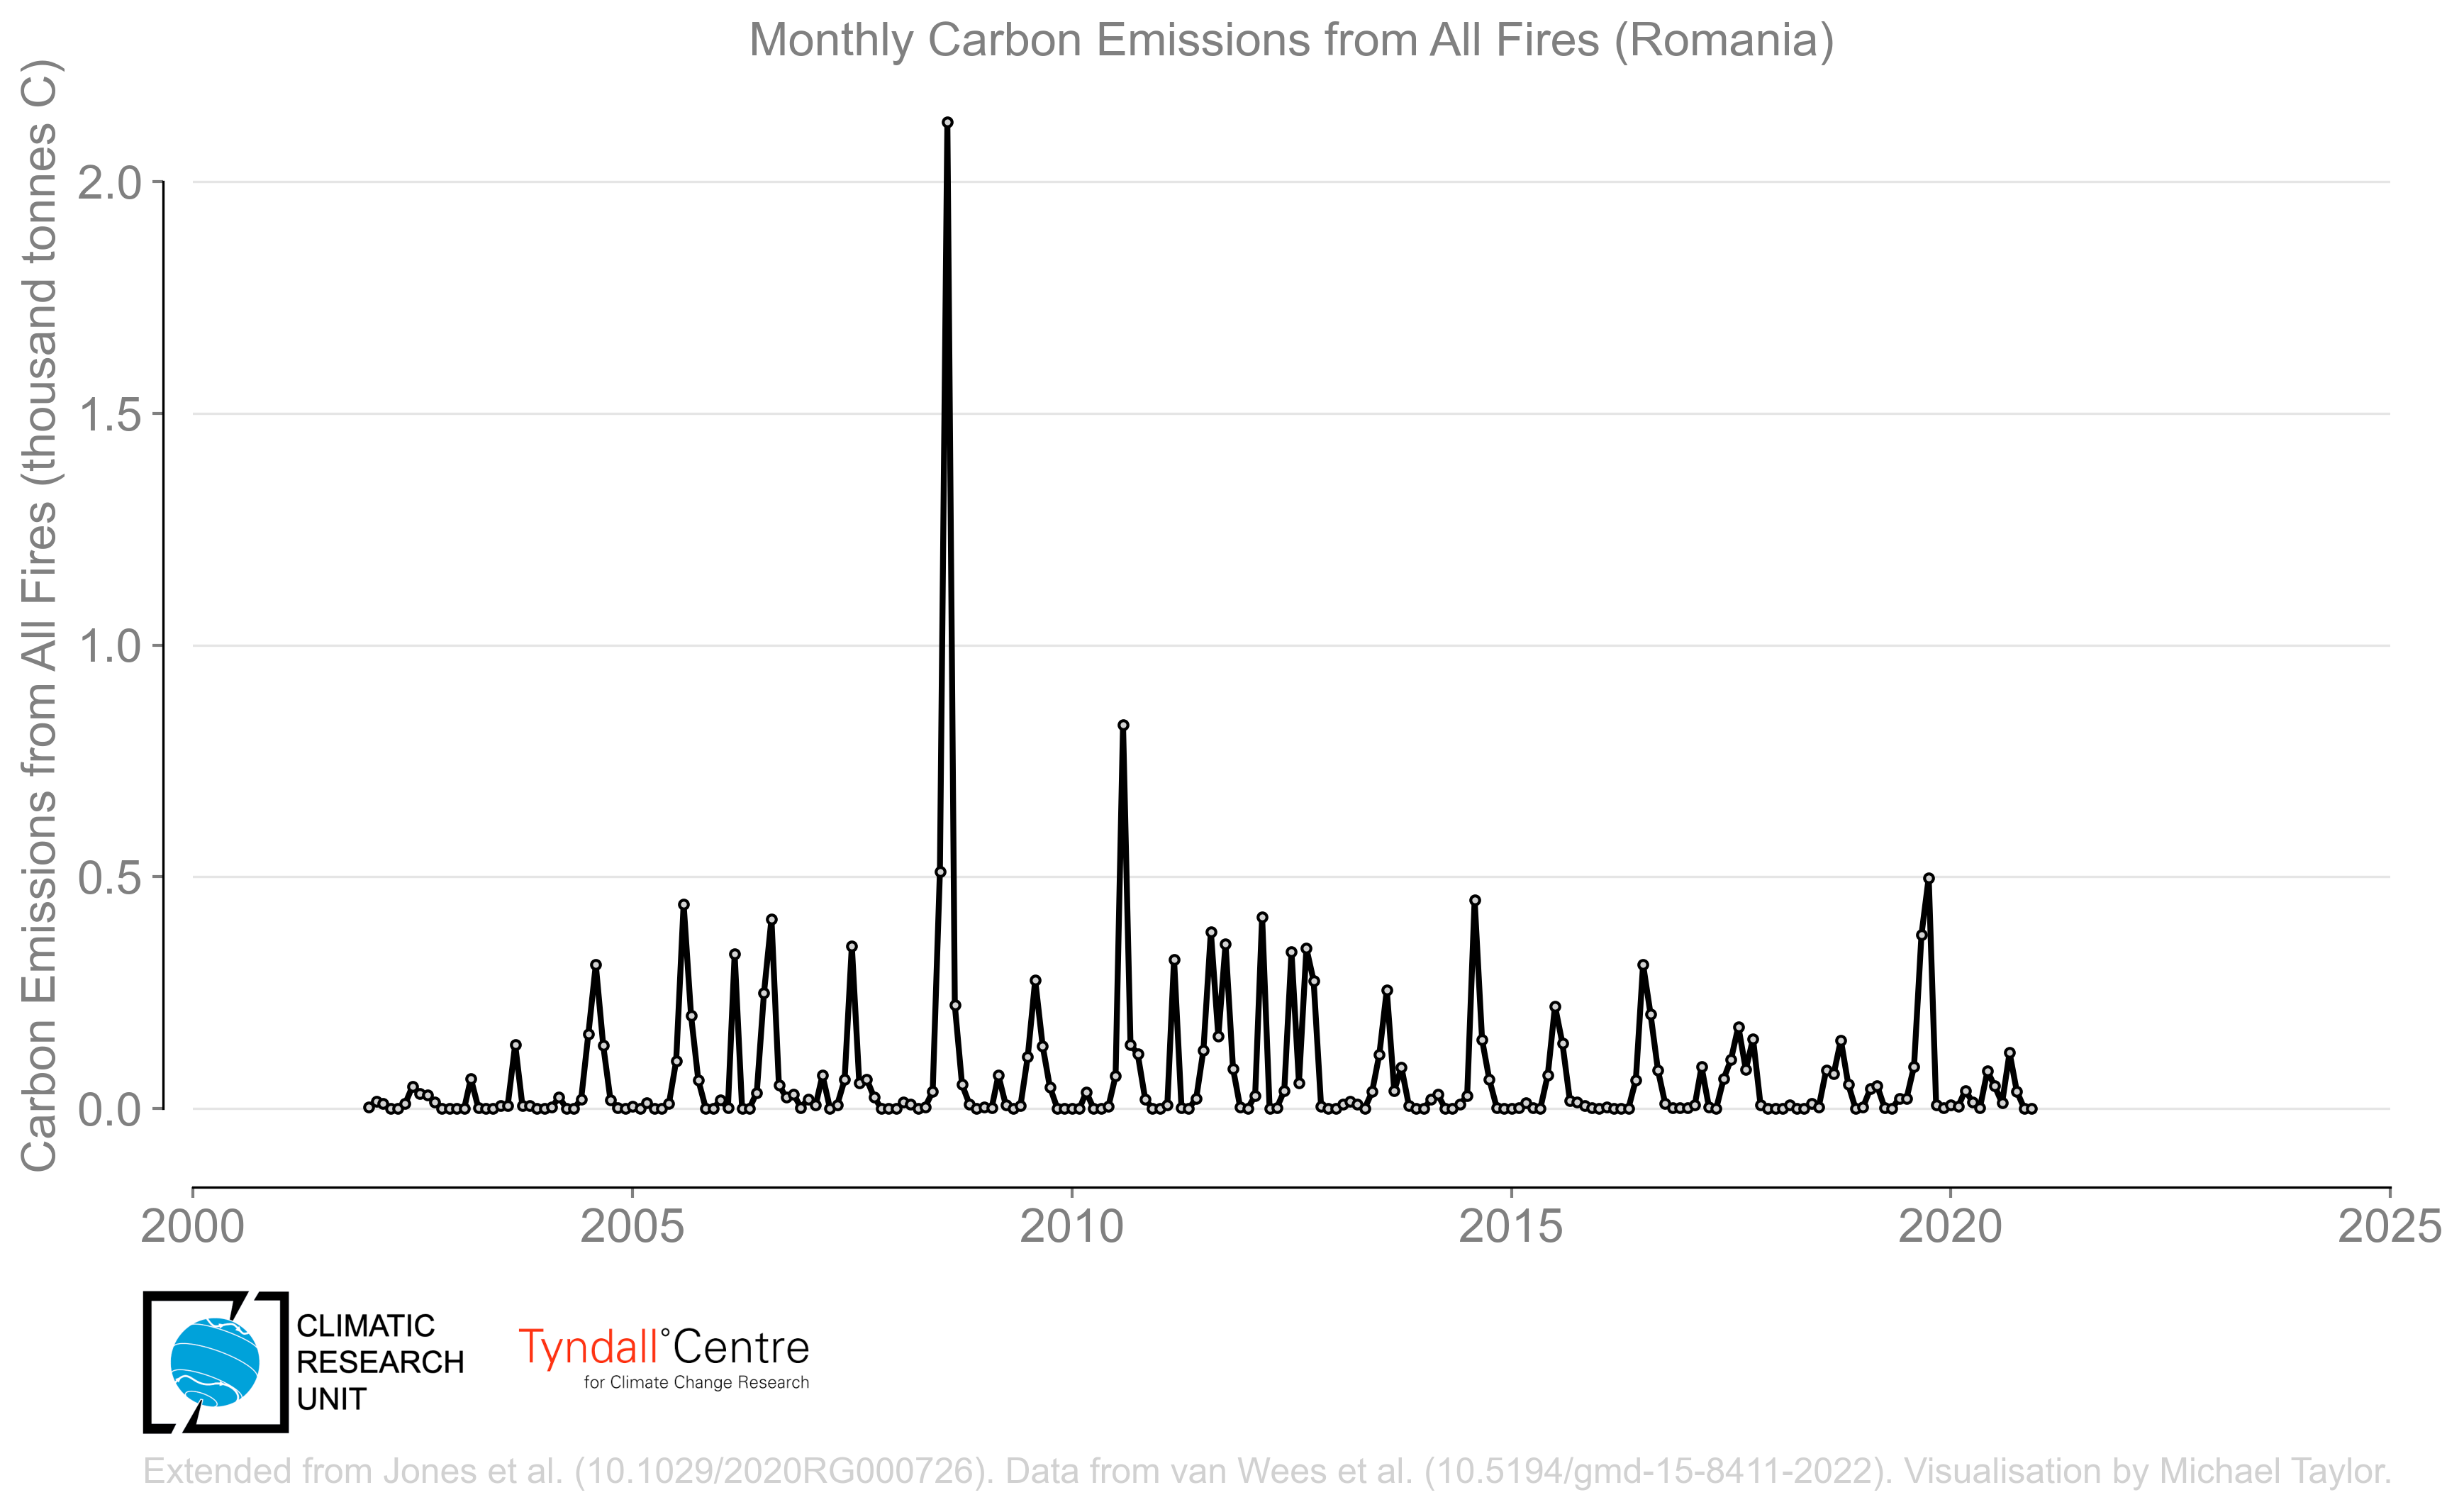 Monthly Carbon Emissions from All Fires (Romania)
Carbon Emissions from All Fires (thousand tonnes C)
2.0
1.5
1.0
0.5
0.0
2000 2005 2010 2015 2020 2025
CLIMATIC
RESEARCH
UNIT
Tyndall°Centre
for Climate Change Research
Extended from Jones et al. (10.1029/2020RG000726). Data from van Wees et al. (10.5194/gmd-15-8411-2022). Visualisation by Michael Taylor.